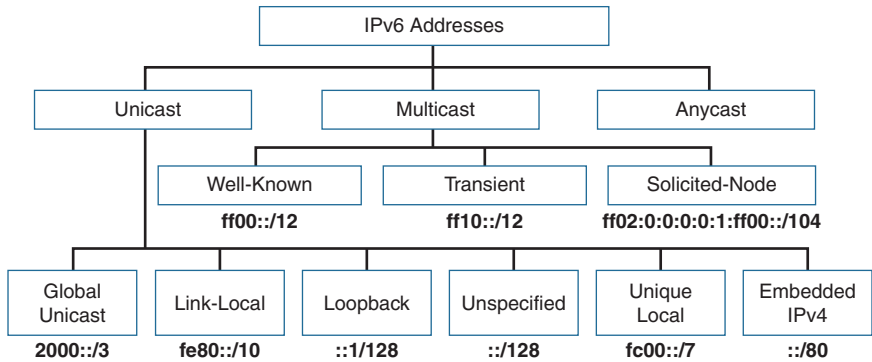 IPv6 Addresses
Unicast
Multicast
Anycast
Well-Known
Transient
Solicited-Node
ff00::/12
ff10::/12
ff02:0:0:0:0:1:ff00::/104
Global
Unicast
Link-Local
Loopback
Unspecified
Unique
Local
Embedded
IPv4
2000::/3
fe80::/10
::1/128
::/128
fc00::/7
::/80